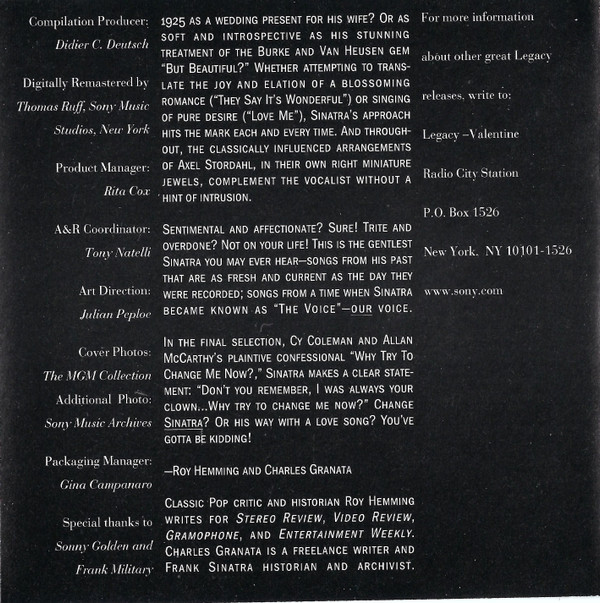 Compilation Producer:
Didier C. Deutsch
Digitally Remastered by
Thomas Ruff, Sony Music
Studios, New York
Product Manager:
Rita Cox
A&R Coordinator:
Tony Natelli
Art Direction:
Julian Peploe
Cover Photos:
The MGM Collection
Additional Photo:
Sony Music Archives
Packaging Manager:
Gina Campanaro
Special thanks to
Sonny Golden and
Frank Military
1925 AS A WEDDING PRESENT FOR HIS WIFE? OR AS
SOFT AND INTROSPECTIVE AS HIS STUNNING
TREATMENT OF THE BURKE AND VAN HEUSEN GEM
“BUT BEAUTIFUL?” WHETHER ATTEMPTING TO TRANS-
LATE THE JOY AND ELATION OF A BLOSSOMING
ROMANCE (“THEY SAY IT'S WONDERFUL”) OR SINGING
OF PURE DESIRE (“LOVE ME”), SINATRA'S APPROACH
HITS THE MARK EACH AND EVERY TIME. AND THROUGH-
OUT, THE CLASSICALLY INFLUENCED ARRANGEMENTS
OF AXEL STORDAHL, IN THEIR OWN RIGHT MINIATURE
JEWELS, COMPLEMENT THE VOCALIST WITHOUT A
HINT OF INTRUSION.
SENTIMENTAL AND AFFECTIONATE? SURE! TRITE AND
OVERDONE? NOT ON YOUR LIFE! THIS IS THE GENTLEST
SINATRA YOU MAY EVER HEAR—SONGS FROM HIS PAST
THAT ARE AS FRESH AND CURRENT AS THE DAY THEY
WERE RECORDED; SONGS FROM A TIME WHEN SINATRA
BECAME KNOWN AS “THE VOICE”—OUR VOICE.
IN THE FINAL SELECTION, CY COLEMAN AND ALLAN
MCCARTHY'S PLAINTIVE CONFESSIONAL “WHY TRY TO
CHANGE ME NOW?,” SINATRA MAKES A CLEAR STATE-
MENT: “DON'T YOU REMEMBER, I WAS ALWAYS YOUR
CLOWN...WHY TRY TO CHANGE ME NOW?” CHANGE
SINATRA? OR HIS WAY WITH A LOVE SONG? YOU'VE
GOTTA BE KIDDING!
—ROY HEMMING AND CHARLES GRANATA
CLASSIC POP CRITIC AND HISTORIAN ROY HEMMING
WRITES FOR STEREO REVIEW, VIDEO REVIEW,
GRAMOPHONE, AND ENTERTAINMENT WEEKLY.
CHARLES GRANATA IS A FREELANCE WRITER AND
FRANK SINATRA HISTORIAN AND ARCHIVIST.
For more information
about other great Legacy
releases, write to:
Legacy –Valentine
Radio City Station
P.O. Box 1526
New York, NY 10101-1526
www.sony.com